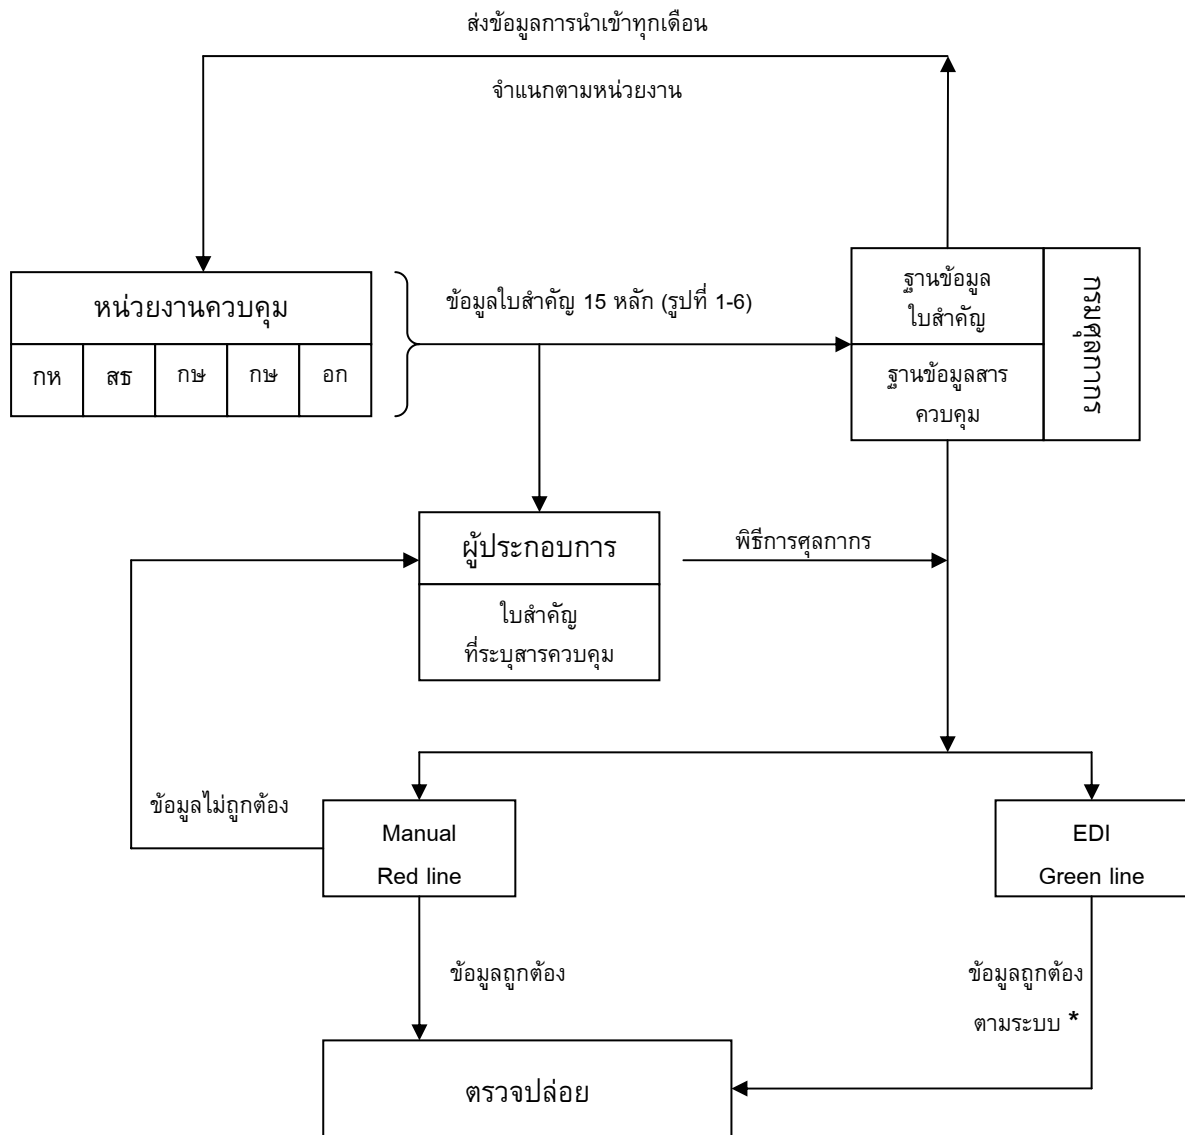 ส่งข้อมูลการนำเข้าทุกเดือน
จำแนกตามหน่วยงาน
หน่วยงานควบคุม
กห
สธ
กษ
กษ
อก
ข้อมูลใบสำคัญ 15 หลัก (รูปที่ 1-6)
ฐานข้อมูล
ใบสำคัญ
ฐานข้อมูลสาร
ควบคุม
กรมศุลกากร
ผู้ประกอบการ
ใบสำคัญ
ที่ระบุสารควบคุม
พิธีการศุลกากร
ข้อมูลไม่ถูกต้อง
Manual
Red line
EDI
Green line
ข้อมูลถูกต้อง
ข้อมูลถูกต้อง
ตามระบบ *
ตรวจปล่อย